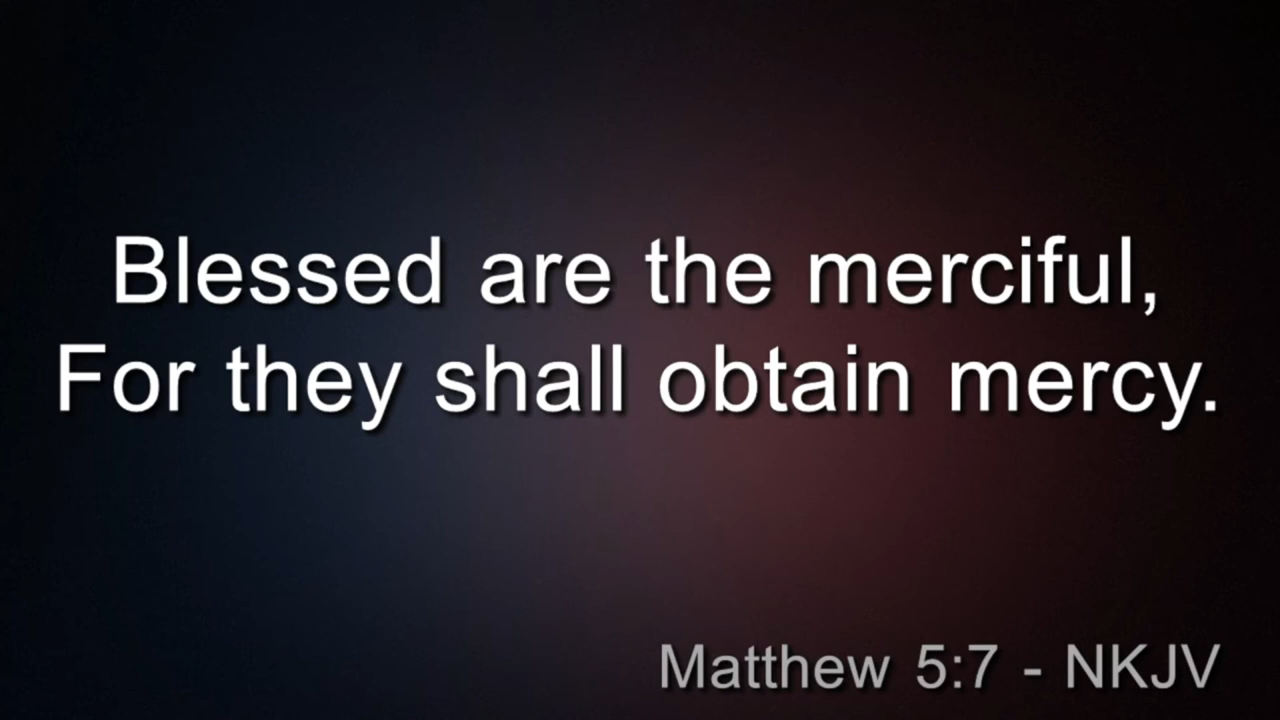 Blessed are the merciful,
For they shall obtain mercy.
Matthew 5:7 - NKJV